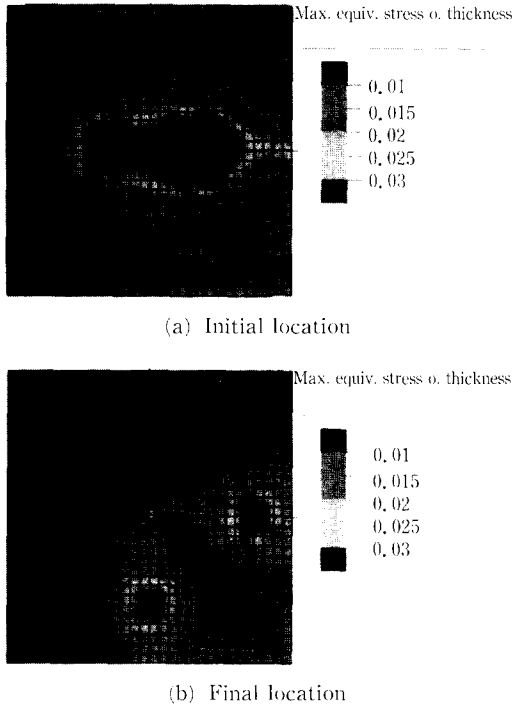 Max. equiv. stress o. thickness
0.01
0.015
0.02
0.025
0.03
(a) Initial location
Max. equiv. stress o. thickness
0.01
0.015
0.02
0.025
0.03
(b) Final location